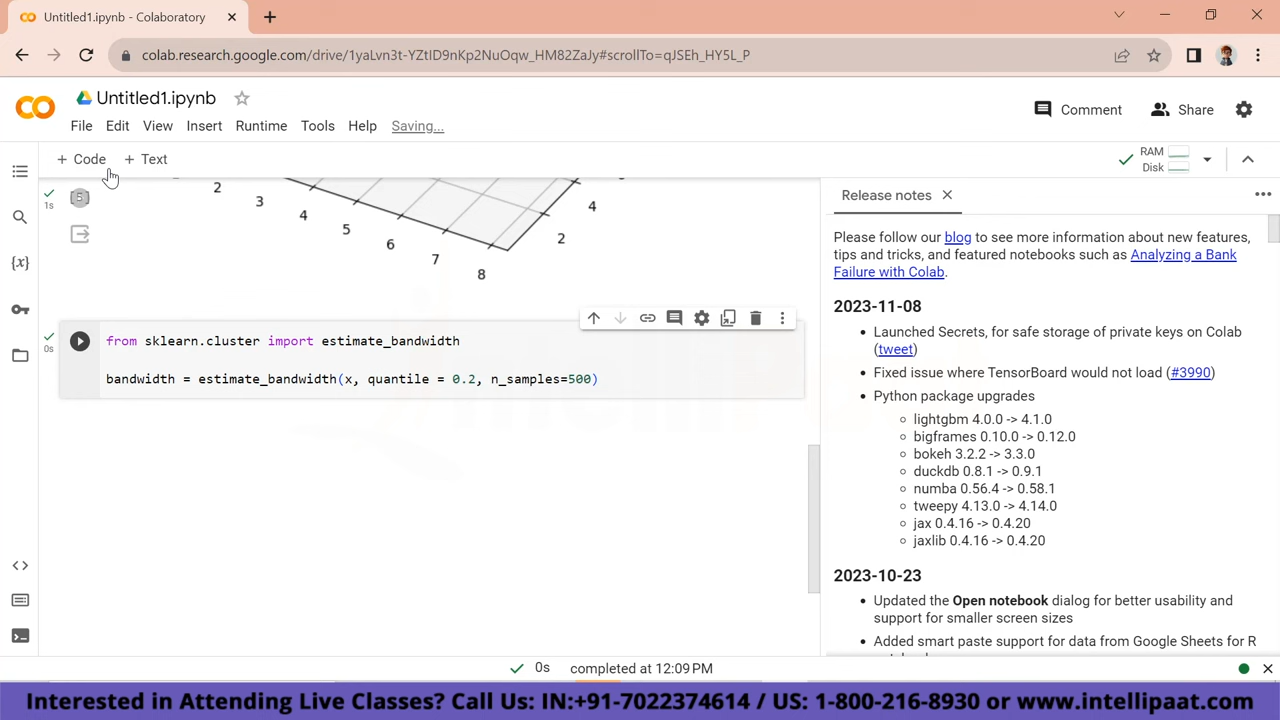 Untitled1.ipynb - Colaboratory
colab.research.google.com/drive/1yaLvn3t-YZtID9nKp2NuOqw_HM82ZaJy#scrollTo=qJSEh_HY5L_P
Untitled1.ipynb
Comment
Share
File Edit View Insert Runtime Tools Help Saving...
+ Code + Text
RAM
Disk
2
3
4
5
6
7
8
4
2
[5]
1s
from sklearn.cluster import estimate_bandwidth
0s
bandwidth = estimate_bandwidth(x, quantile = 0.2, n_samples=500)
Release notes
Please follow our blog to see more information about new features,
tips and tricks, and featured notebooks such as Analyzing a Bank
Failure with Colab.
2023-11-08
Launched Secrets, for safe storage of private keys on Colab
(tweet)
Fixed issue where TensorBoard would not load (#3990)
Python package upgrades
lightgbm 4.0.0 -> 4.1.0
bigframes 0.10.0 -> 0.12.0
bokeh 3.2.2 -> 3.3.0
duckdb 0.8.1 -> 0.9.1
numba 0.56.4 -> 0.58.1
tweepy 4.13.0 -> 4.14.0
jax 0.4.16 -> 0.4.20
jaxlib 0.4.16 -> 0.4.20
2023-10-23
Updated the Open notebook dialog for better usability and
support for smaller screen sizes
Added smart paste support for data from Google Sheets for R
0s completed at 12:09 PM
Interested in Attending Live Classes? Call Us: IN:+91-7022374614 / US: 1-800-216-8930 or www.intellipaat.com